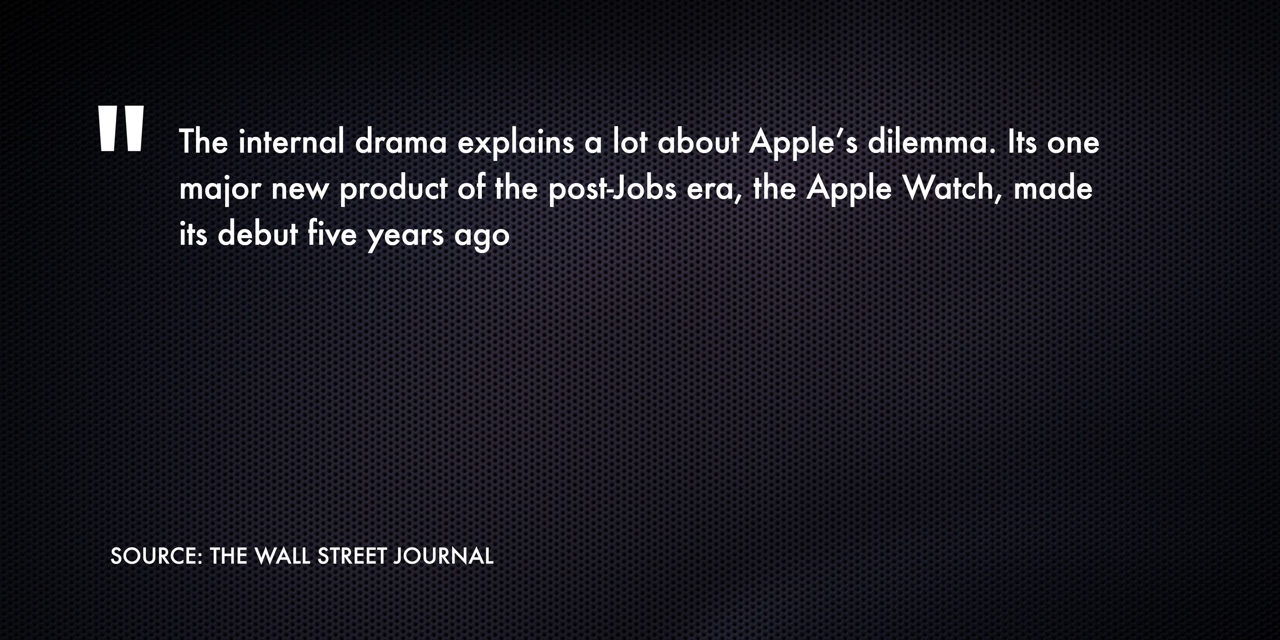 "
The internal drama explains a lot about Apple’s dilemma. Its one
major new product of the post-Jobs era, the Apple Watch, made
its debut five years ago
SOURCE: THE WALL STREET JOURNAL